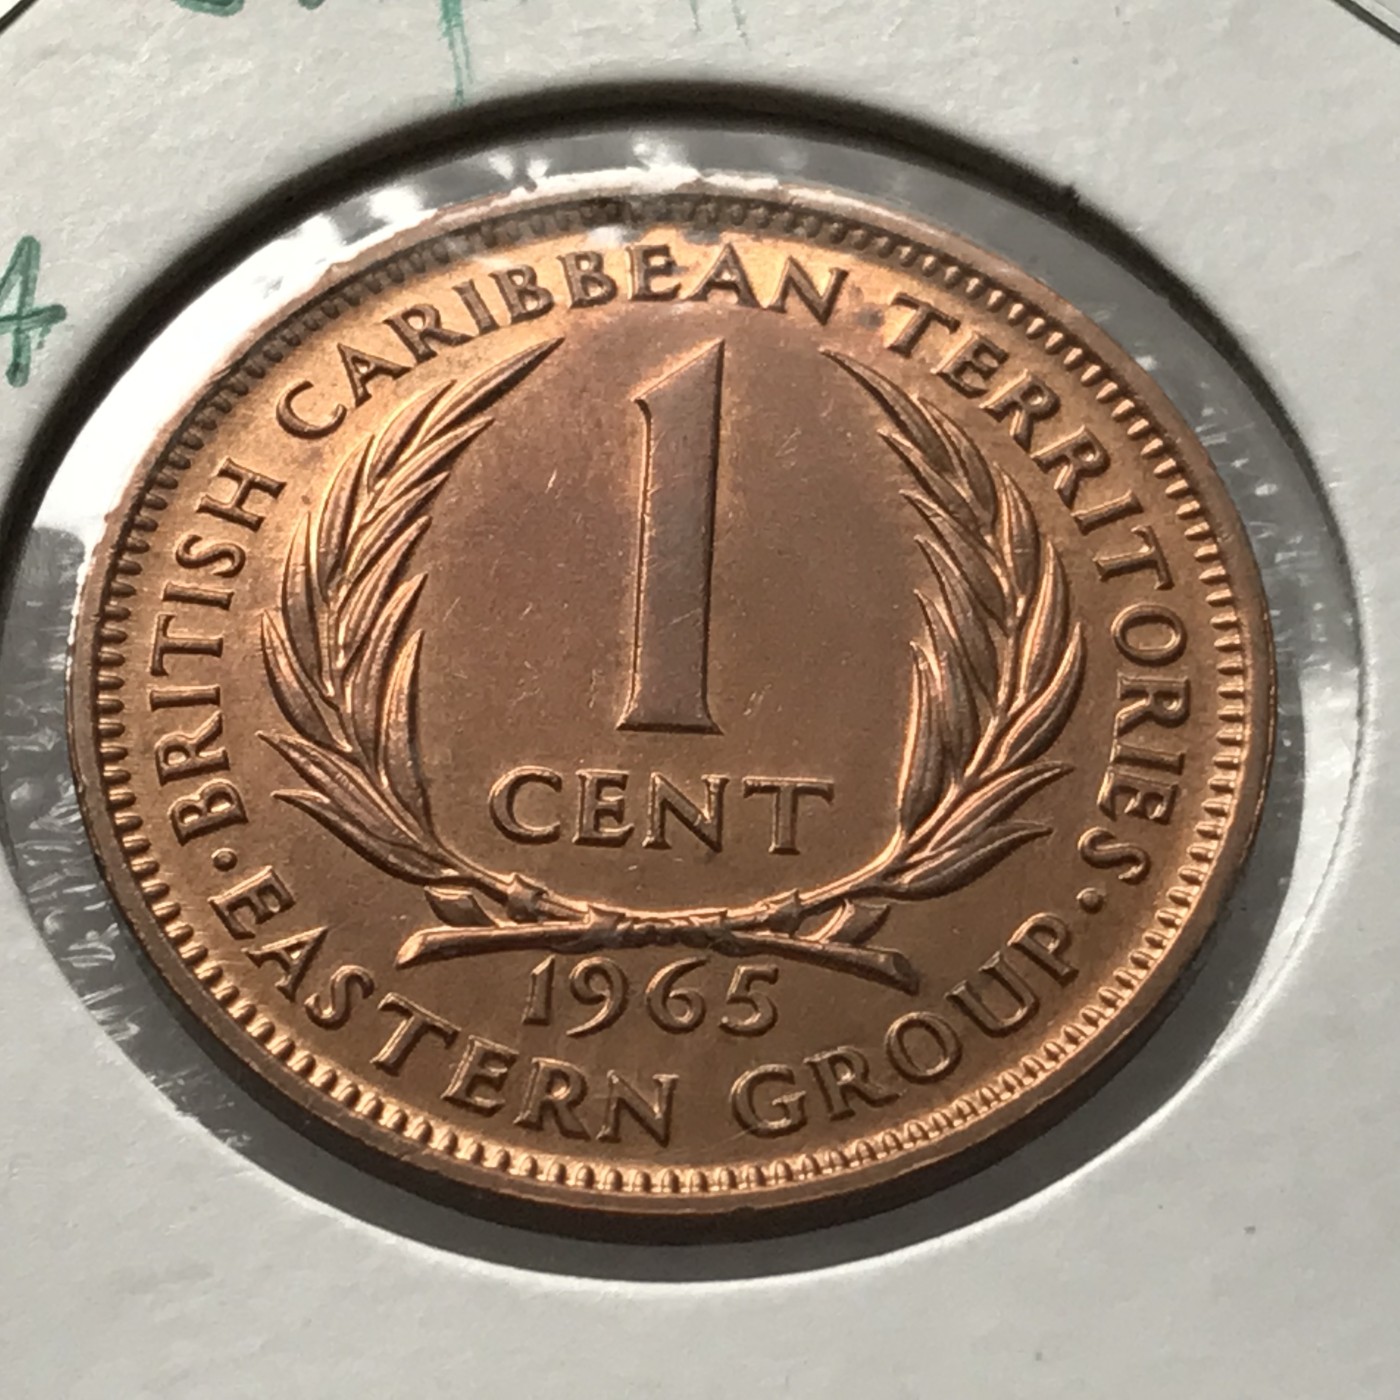 BRITISH CARIBBEAN TERRITORIES
1
CENT
1965
EASTERN GROUP